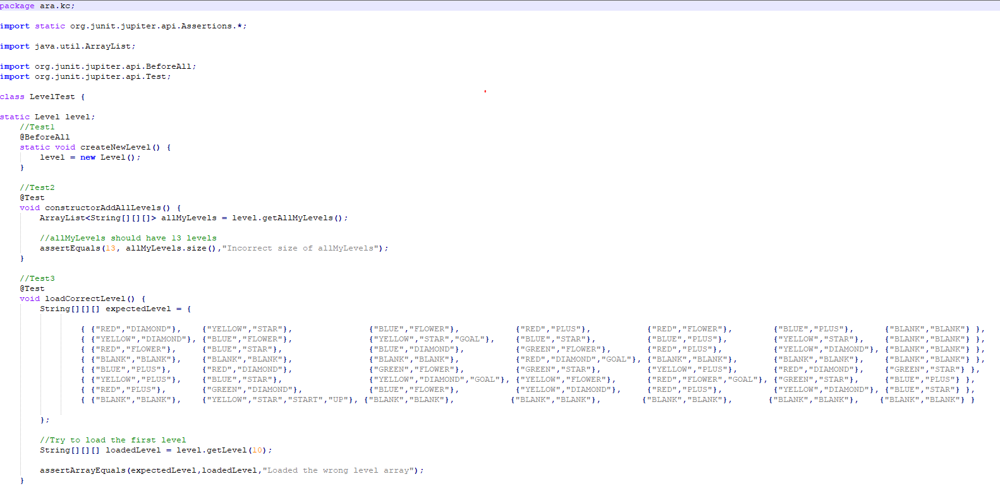 package ara.kc;
import static org.junit.jupiter.api.Assertions.*;
import java.util.ArrayList;
import org.junit.jupiter.api.BeforeAll;
import org.junit.jupiter.api.Test;
class LevelTest {
static Level level;
//Test1
@BeforeAll
static void createNewLevel() {
level = new Level();
}
//Test2
@Test
void constructorAddAllLevels() {
ArrayList<String[][][]> allMyLevels = level.getAllMyLevels();
//allMyLevels should have 13 levels
assertEquals(13, allMyLevels.size(),"Incorrect size of allMyLevels");
}
//Test3
@Test
void loadCorrectLevel() {
String[][][] expectedLevel = {
{ {"RED","DIAMOND"}, {"YELLOW","STAR"}, {"BLUE","FLOWER"}, {"RED","PLUS"}, {"RED","FLOWER"}, {"BLUE","PLUS"}, {"BLANK","BLANK"} },
{ {"YELLOW","DIAMOND"}, {"BLUE","FLOWER"}, {"YELLOW","STAR","GOAL"}, {"BLUE","STAR"}, {"BLUE","PLUS"}, {"YELLOW","STAR"}, {"BLANK","BLANK"} },
{ {"RED","FLOWER"}, {"BLUE","STAR"}, {"BLUE","DIAMOND"}, {"GREEN","FLOWER"}, {"RED","PLUS"}, {"YELLOW","DIAMOND"}, {"BLANK","BLANK"} },
{ {"BLANK","BLANK"}, {"BLANK","BLANK"}, {"BLANK","BLANK"}, {"RED","DIAMOND","GOAL"}, {"BLANK","BLANK"}, {"BLANK","BLANK"}, {"BLANK","BLANK"} },
{ {"BLUE","PLUS"}, {"RED","DIAMOND"}, {"GREEN","FLOWER"}, {"GREEN","STAR"}, {"YELLOW","PLUS"}, {"RED","DIAMOND"}, {"GREEN","STAR"} },
{ {"YELLOW","PLUS"}, {"BLUE","STAR"}, {"YELLOW","DIAMOND","GOAL"}, {"YELLOW","FLOWER"}, {"RED","FLOWER","GOAL"}, {"GREEN","STAR"}, {"BLUE","PLUS"} },
{ {"RED","PLUS"}, {"GREEN","DIAMOND"}, {"BLUE","FLOWER"}, {"YELLOW","DIAMOND"}, {"RED","PLUS"}, {"YELLOW","DIAMOND"}, {"BLUE","STAR"} },
{ {"BLANK","BLANK"}, {"YELLOW","STAR","START","UP"}, {"BLANK","BLANK"}, {"BLANK","BLANK"}, {"BLANK","BLANK"}, {"BLANK","BLANK"}, {"BLANK","BLANK"} }
};
//Try to load the first level
String[][][] loadedLevel = level.getLevel(10);
assertArrayEquals(expectedLevel,loadedLevel,"Loaded the wrong level array");
}